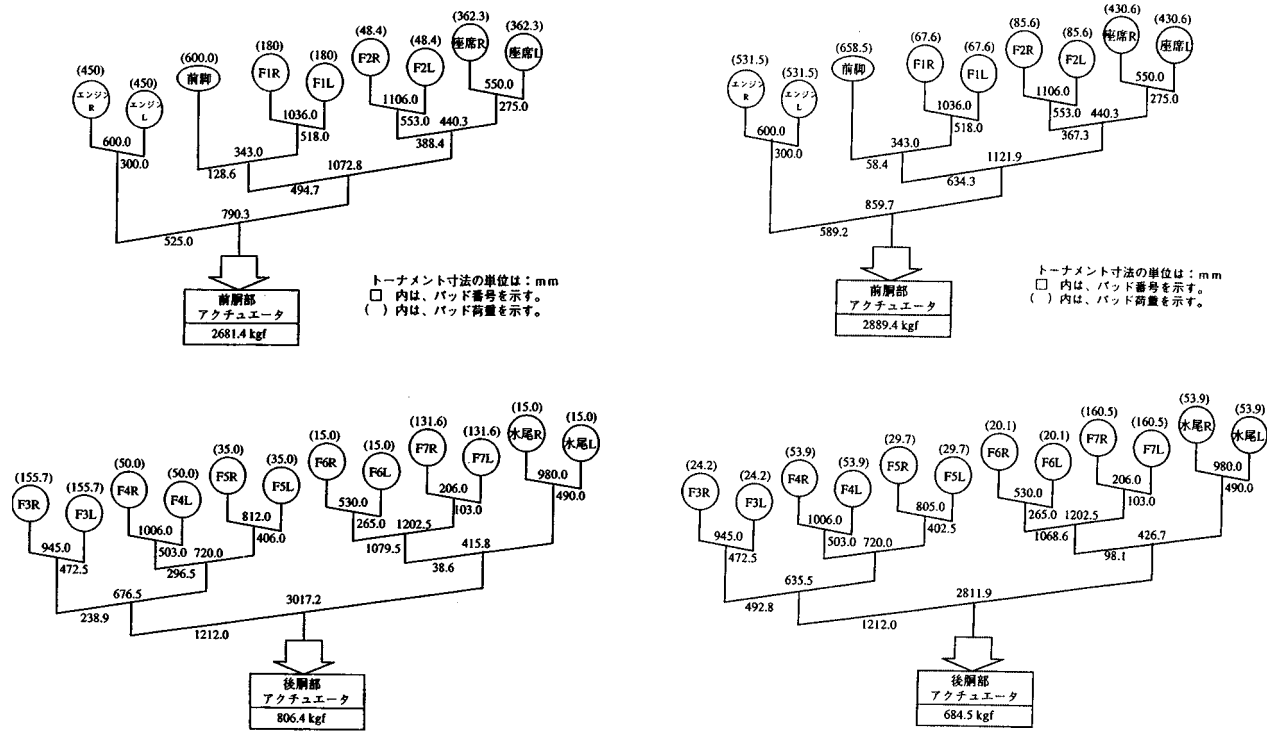 (450)
(450)
(600.0)
(180)
(180)
(48.4)
(48.4)
(362.3)
(362.3)
エンジン
R
エンジン
L
前脚
F1R
F1L
F2R
F2L
座席R
座席L
600.0
300.0
1036.0
518.0
1106.0
553.0
550.0
275.0
343.0
128.6
440.3
388.4
1072.8
494.7
790.3
525.0
前胴部
アクチュエータ
2681.4 kgf
トーナメント寸法の単位は：mm
□ 内は、パッド番号を示す。
( ) 内は、パッド荷重を示す。
(531.5)
(531.5)
(658.5)
(67.6)
(67.6)
(85.6)
(85.6)
(430.6)
(430.6)
エンジン
R
エンジン
L
前脚
F1R
F1L
F2R
F2L
座席R
座席L
600.0
300.0
1036.0
518.0
1106.0
553.0
550.0
275.0
343.0
58.4
440.3
367.3
1121.9
634.3
859.7
589.2
前胴部
アクチュエータ
2889.4 kgf
トーナメント寸法の単位は：mm
□ 内は、パッド番号を示す。
( ) 内は、パッド荷重を示す。
(155.7)
(155.7)
(50.0)
(50.0)
(35.0)
(35.0)
(15.0)
(15.0)
(131.6)
(131.6)
(15.0)
(15.0)
F3R
F3L
F4R
F4L
F5R
F5L
F6R
F6L
F7R
F7L
水尾R
水尾L
945.0
472.5
1006.0
503.0
812.0
406.0
530.0
265.0
206.0
103.0
980.0
490.0
720.0
296.5
1202.5
1079.5
676.5
238.9
415.8
38.6
3017.2
1212.0
後胴部
アクチュエータ
806.4 kgf
(24.2)
(24.2)
(53.9)
(53.9)
(29.7)
(29.7)
(20.1)
(20.1)
(160.5)
(160.5)
(53.9)
(53.9)
F3R
F3L
F4R
F4L
F5R
F5L
F6R
F6L
F7R
F7L
水尾R
水尾L
945.0
472.5
1006.0
503.0
805.0
402.5
530.0
265.0
206.0
103.0
980.0
490.0
720.0
1202.5
1068.6
635.5
492.8
426.7
98.1
2811.9
1212.0
後胴部
アクチュエータ
684.5 kgf